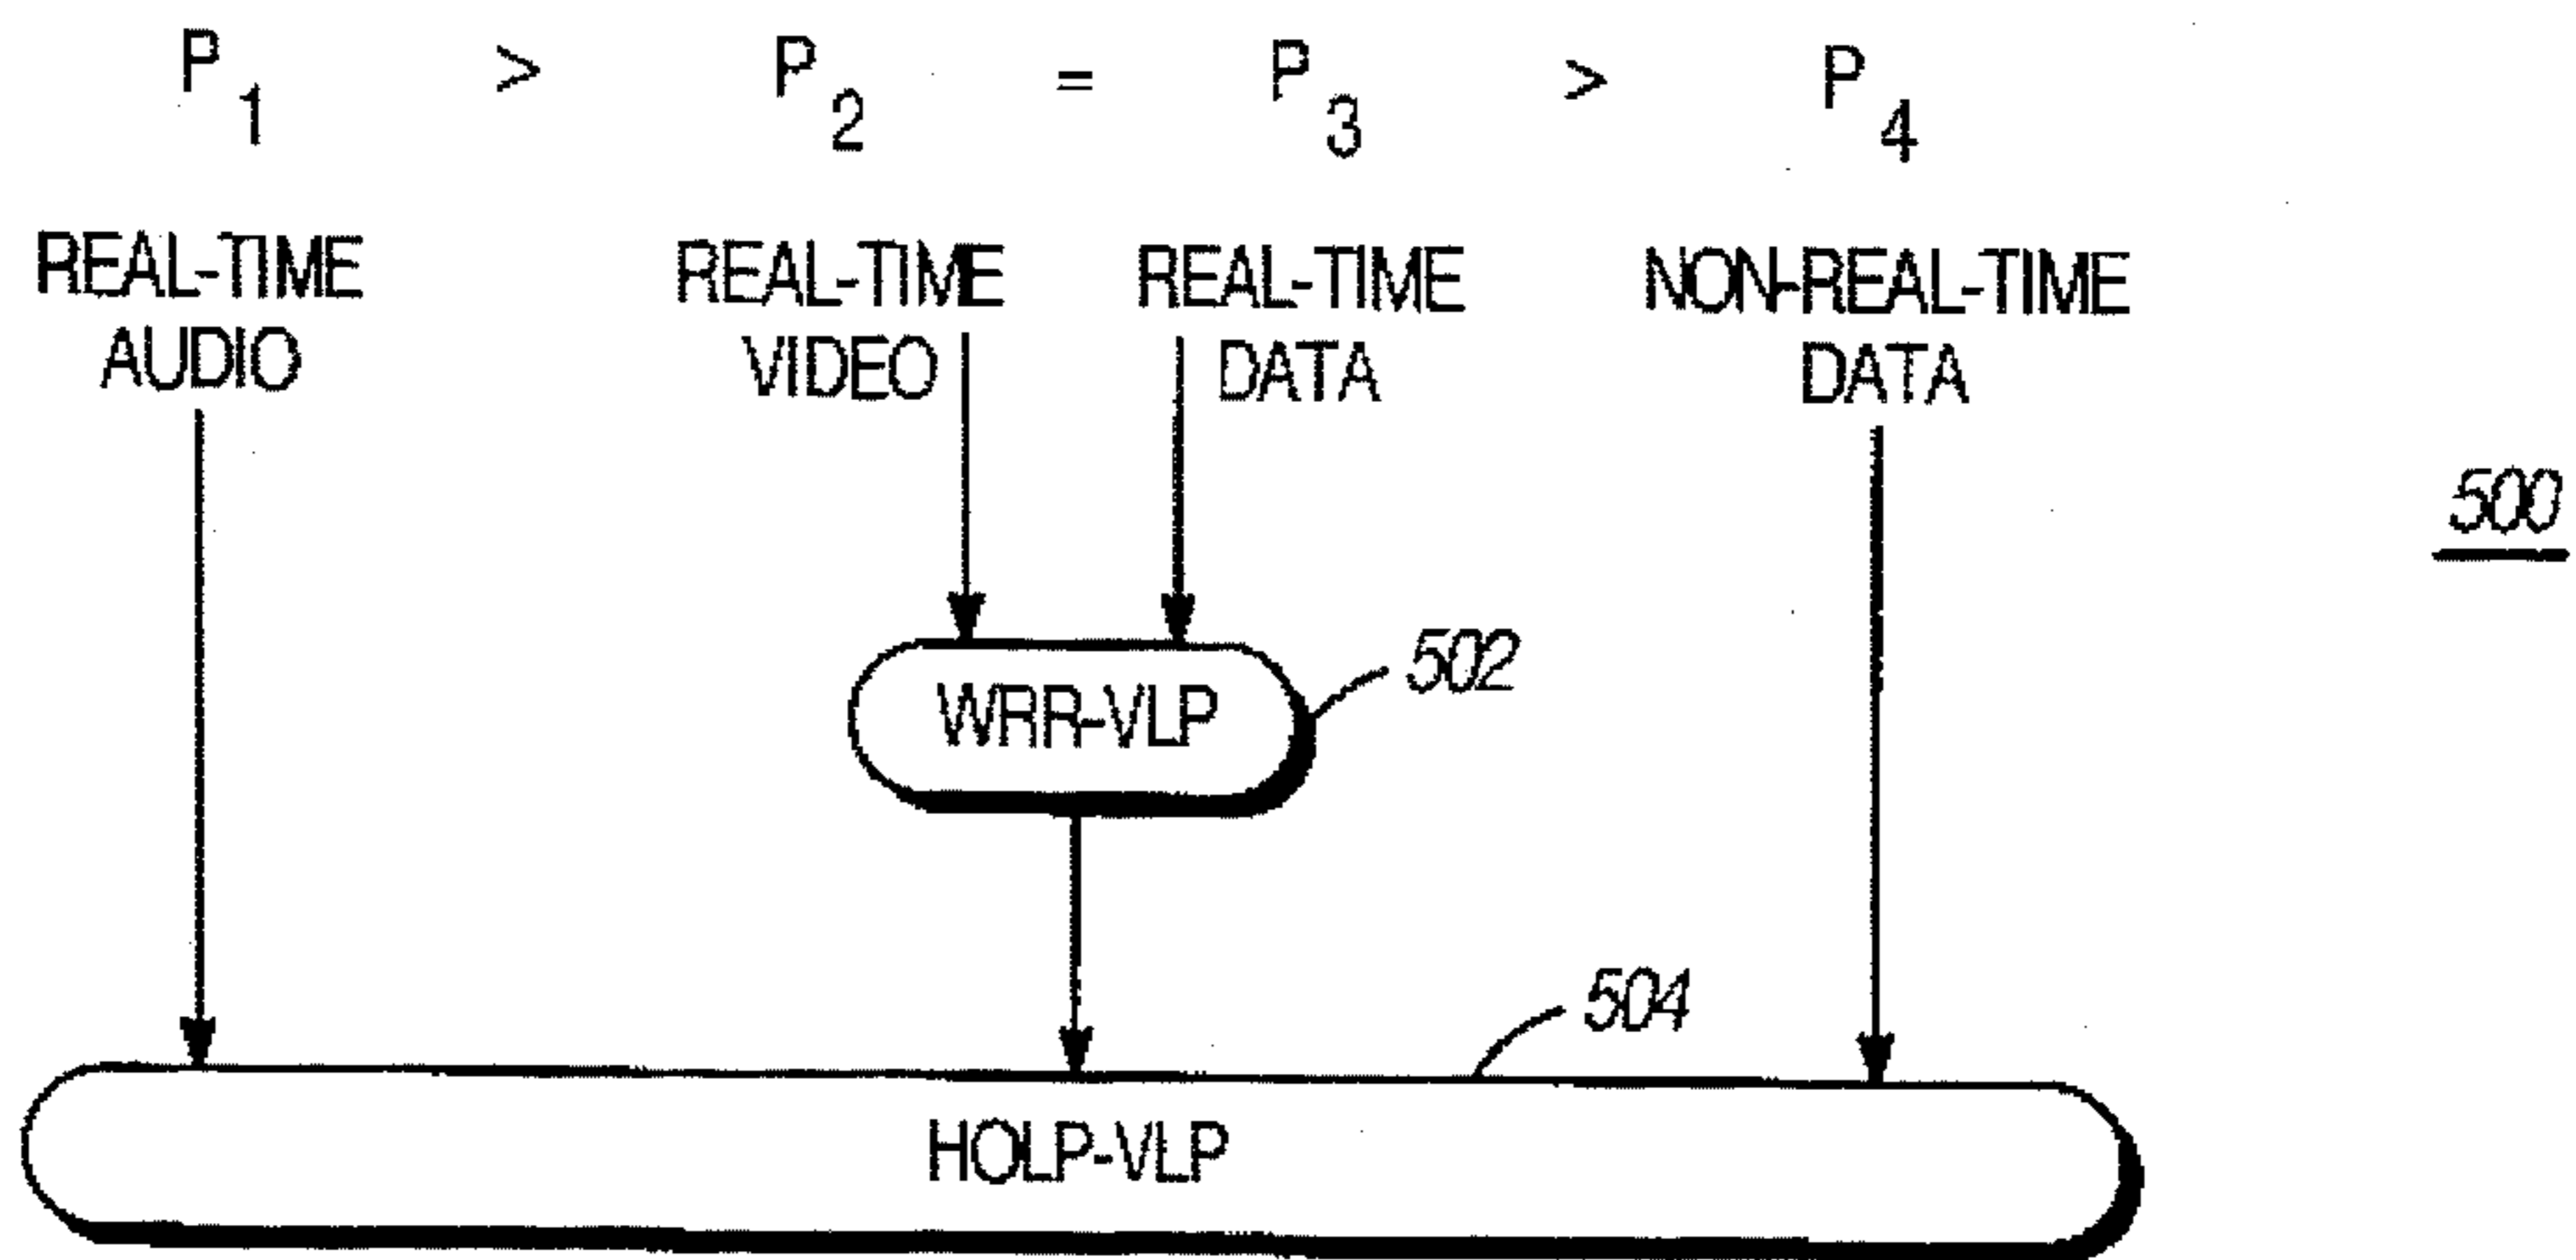 P1 > P2 = P3 > P4
REAL-TIME AUDIO
REAL-TIME VIDEO
REAL-TIME DATA
NON-REAL-TIME DATA
500
WRR-VLP
502
504
HOLP-VLP